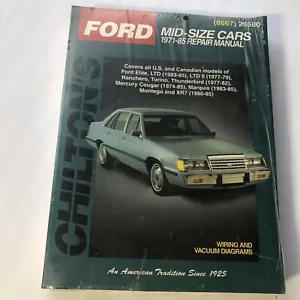 FORD
(6667) 26580
MID-SIZE CARS
1971-85 REPAIR MANUAL
Covers all U.S. and Canadian models of
Ford Elite, LTD (1983-85), LTD II (1977-79),
Ranchero, Torino, Thunderbird (1977-82),
Mercury Cougar (1974-85), Marquis (1983-85),
Montego and XR7 (1980-85)
CHILTON'S
WIRING AND
VACUUM DIAGRAMS
An American Tradition Since 1925